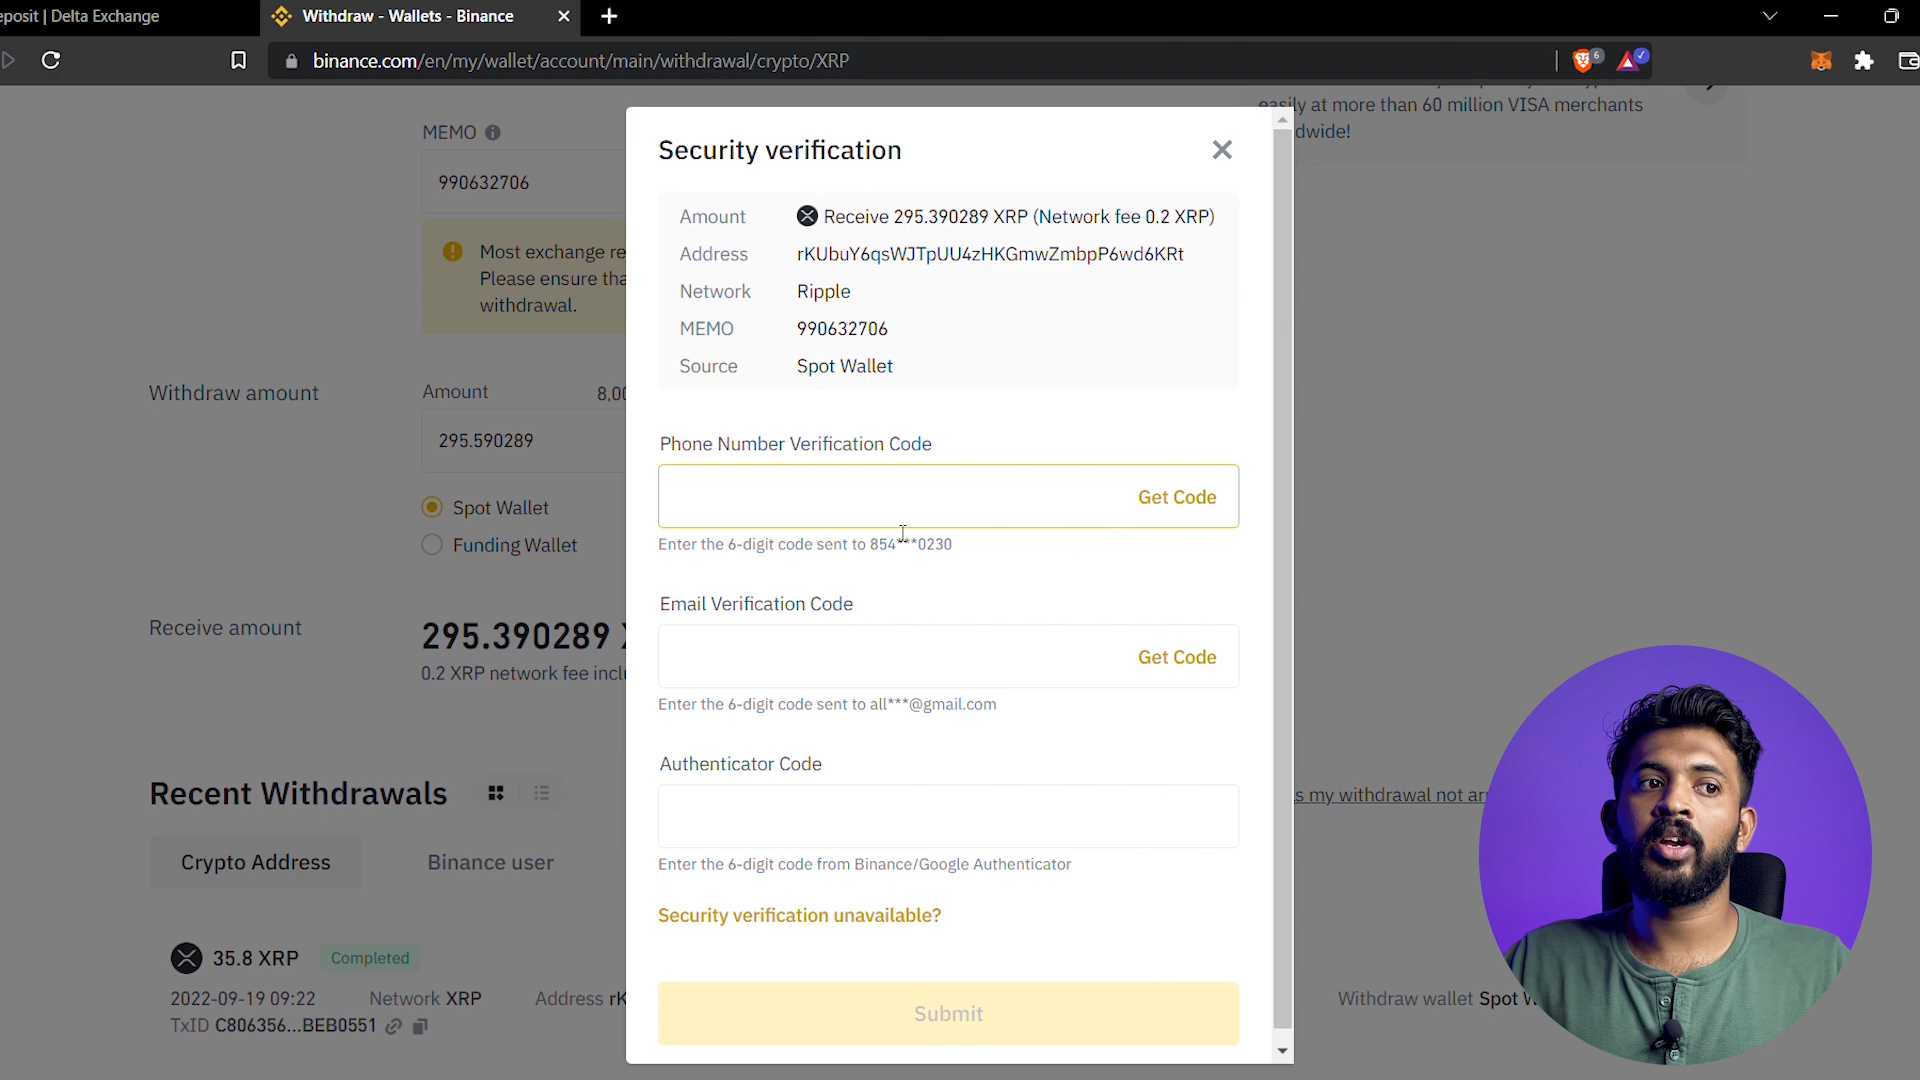 eposit | Delta Exchange
Withdraw - Wallets - Binance
binance.com/en/my/wallet/account/main/withdrawal/crypto/XRP
6
easily at more than 60 million VISA merchants
dwide!
MEMO
990632706
Most exchange re
Please ensure tha
withdrawal.
Withdraw amount
Amount
8,00
295.590289
Spot Wallet
Funding Wallet
Receive amount
295.390289
0.2 XRP network fee inclu
Recent Withdrawals
Crypto Address
Binance user
35.8 XRP
Completed
2022-09-19 09:22
Network XRP
Address rK
TxID C806356...BEB0551
Security verification
Amount
Receive 295.390289 XRP (Network fee 0.2 XRP)
Address
rKUbuY6qsWJTpUU4zHKGmwZmbpP6wd6KRt
Network
Ripple
MEMO
990632706
Source
Spot Wallet
Phone Number Verification Code
Get Code
Enter the 6-digit code sent to 854***0230
Email Verification Code
Get Code
Enter the 6-digit code sent to all***@gmail.com
Authenticator Code
Enter the 6-digit code from Binance/Google Authenticator
Security verification unavailable?
Submit
s my withdrawal not arr
Withdraw wallet Spot W